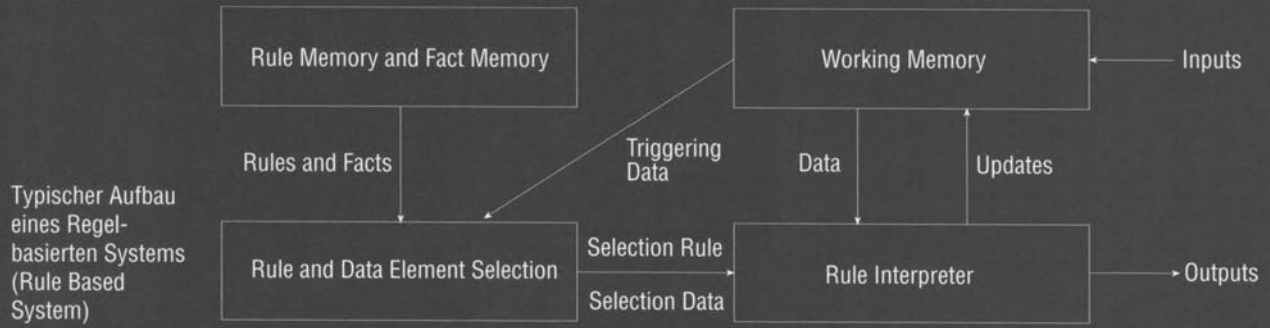 Rule Memory and Fact Memory
Working Memory
Inputs
Rules and Facts
Triggering
Data
Data
Updates
Typischer Aufbau
eines Regel-
basierten Systems
(Rule Based
System)
Rule and Data Element Selection
Selection Rule
Selection Data
Rule Interpreter
Outputs